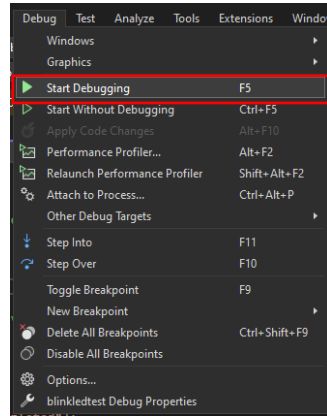 Debug Test Analyze Tools Extensions Windo
Windows
Graphics
Start Debugging F5
Start Without Debugging Ctrl+F5
Apply Code Changes Alt+F10
Performance Profiler... Alt+F2
Relaunch Performance Profiler Shift+Alt+F2
Attach to Process... Ctrl+Alt+P
Other Debug Targets
Step Into F11
Step Over F10
Toggle Breakpoint F9
New Breakpoint
Delete All Breakpoints Ctrl+Shift+F9
Disable All Breakpoints
Options...
blinkledtest Debug Properties